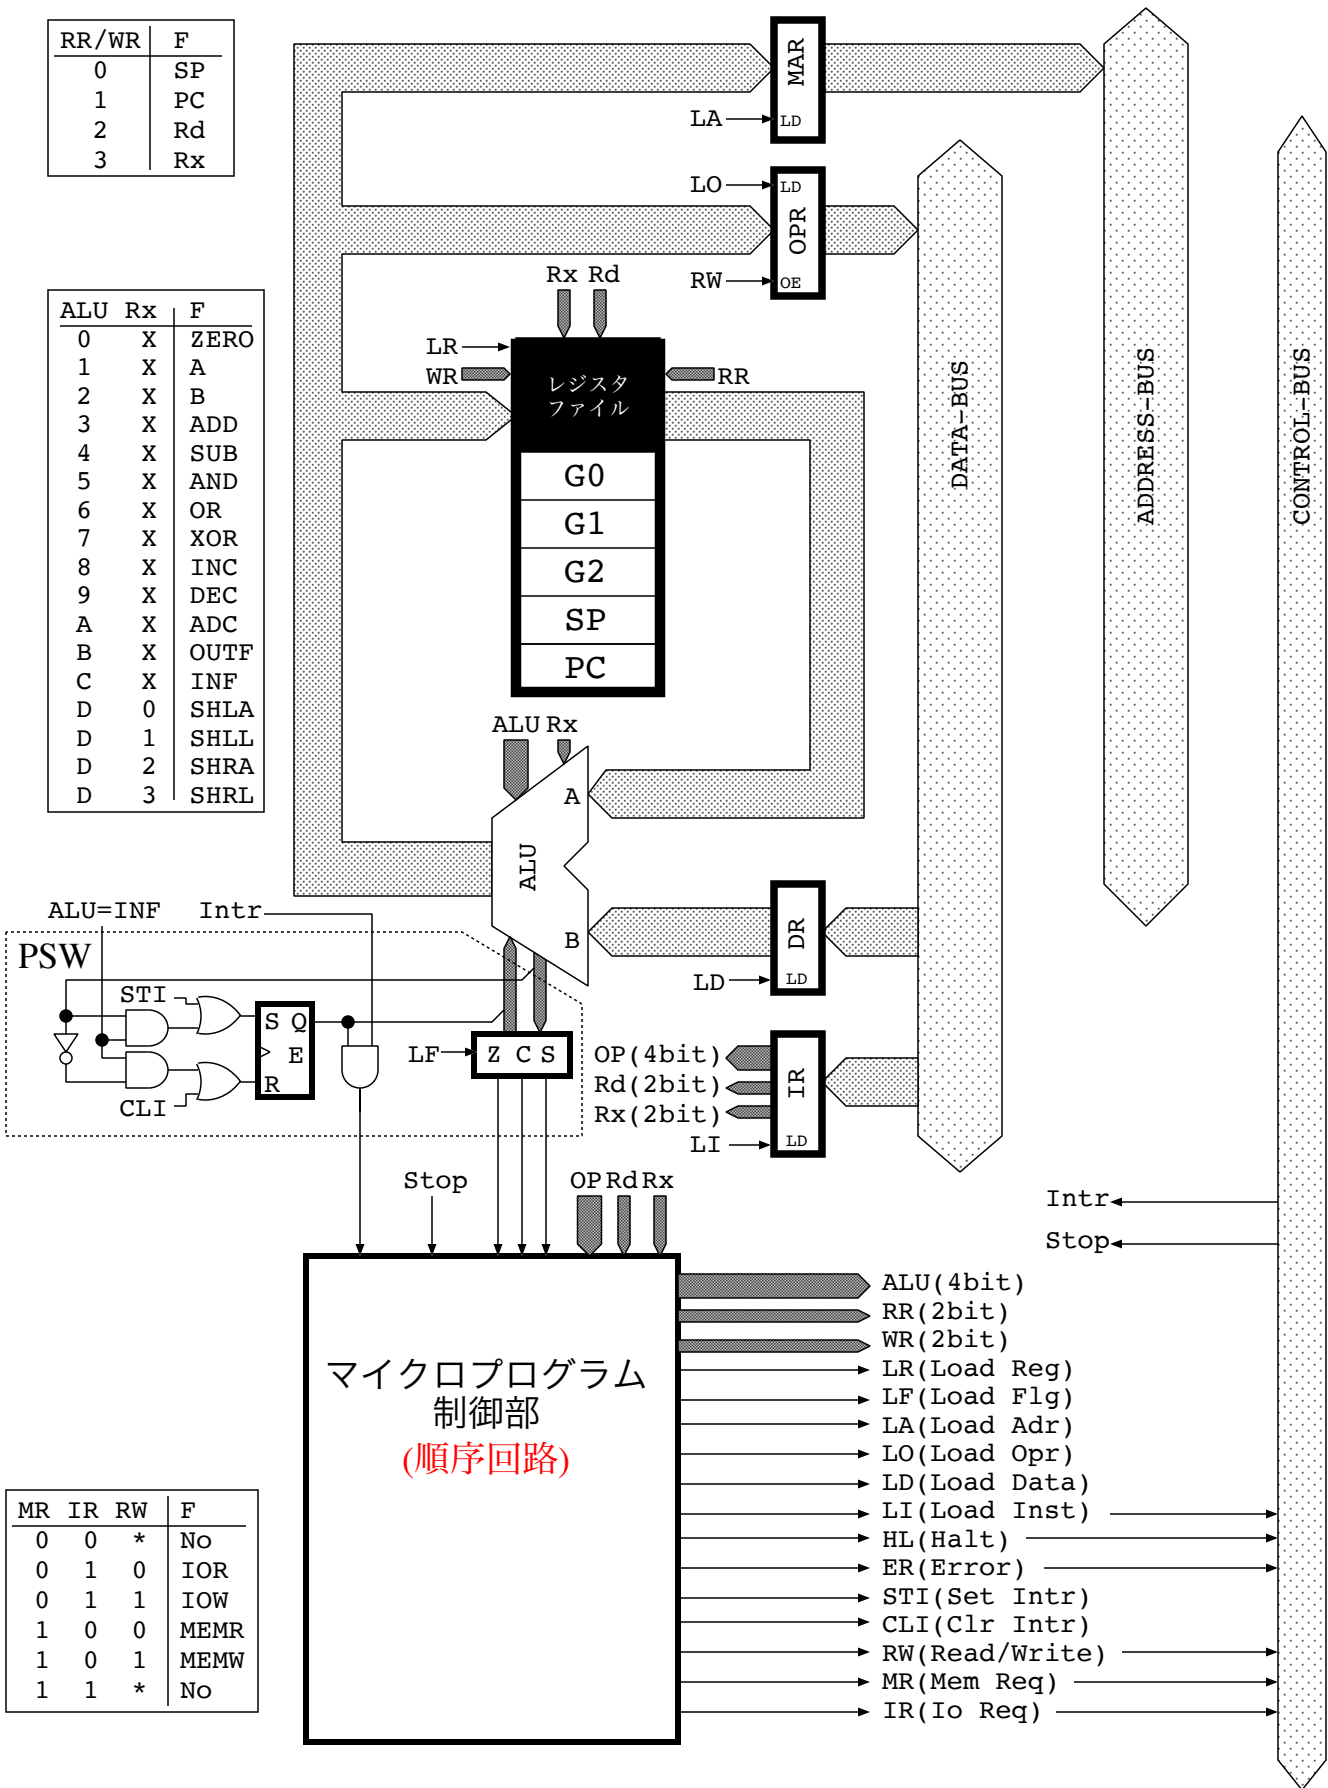 RR/WR F
0 SP
1 PC
2 Rd
3 Rx
MAR
LA
LD
LO
LD
OPR
RW
OE
Rx Rd
LR
WR
レジスタ
ファイル
RR
G0
G1
G2
SP
PC
DATA-BUS
ADDRESS-BUS
CONTROL-BUS
ALU Rx F
0 X ZERO
1 X A
2 X B
3 X ADD
4 X SUB
5 X AND
6 X OR
7 X XOR
8 X INC
9 X DEC
A X ADC
B X OUTF
C X INF
D 0 SHLA
D 1 SHLL
D 2 SHRA
D 3 SHRL
ALU Rx
A
ALU
B
DR
LD
LD
ALU=INF Intr
PSW
STI
S Q
E
R
CLI
LF
Z C S
OP(4bit)
Rd(2bit)
Rx(2bit)
IR
LI
LD
Stop
OP Rd Rx
Intr
Stop
マイクロプログラム
制御部
(順序回路)
ALU(4bit)
RR(2bit)
WR(2bit)
LR(Load Reg)
LF(Load Flg)
LA(Load Adr)
LO(Load Opr)
LD(Load Data)
LI(Load Inst)
HL(Halt)
ER(Error)
STI(Set Intr)
CLI(Clr Intr)
RW(Read/Write)
MR(Mem Req)
IR(Io Req)
MR IR RW F
0 0 * No
0 1 0 IOR
0 1 1 IOW
1 0 0 MEMR
1 0 1 MEMW
1 1 * No